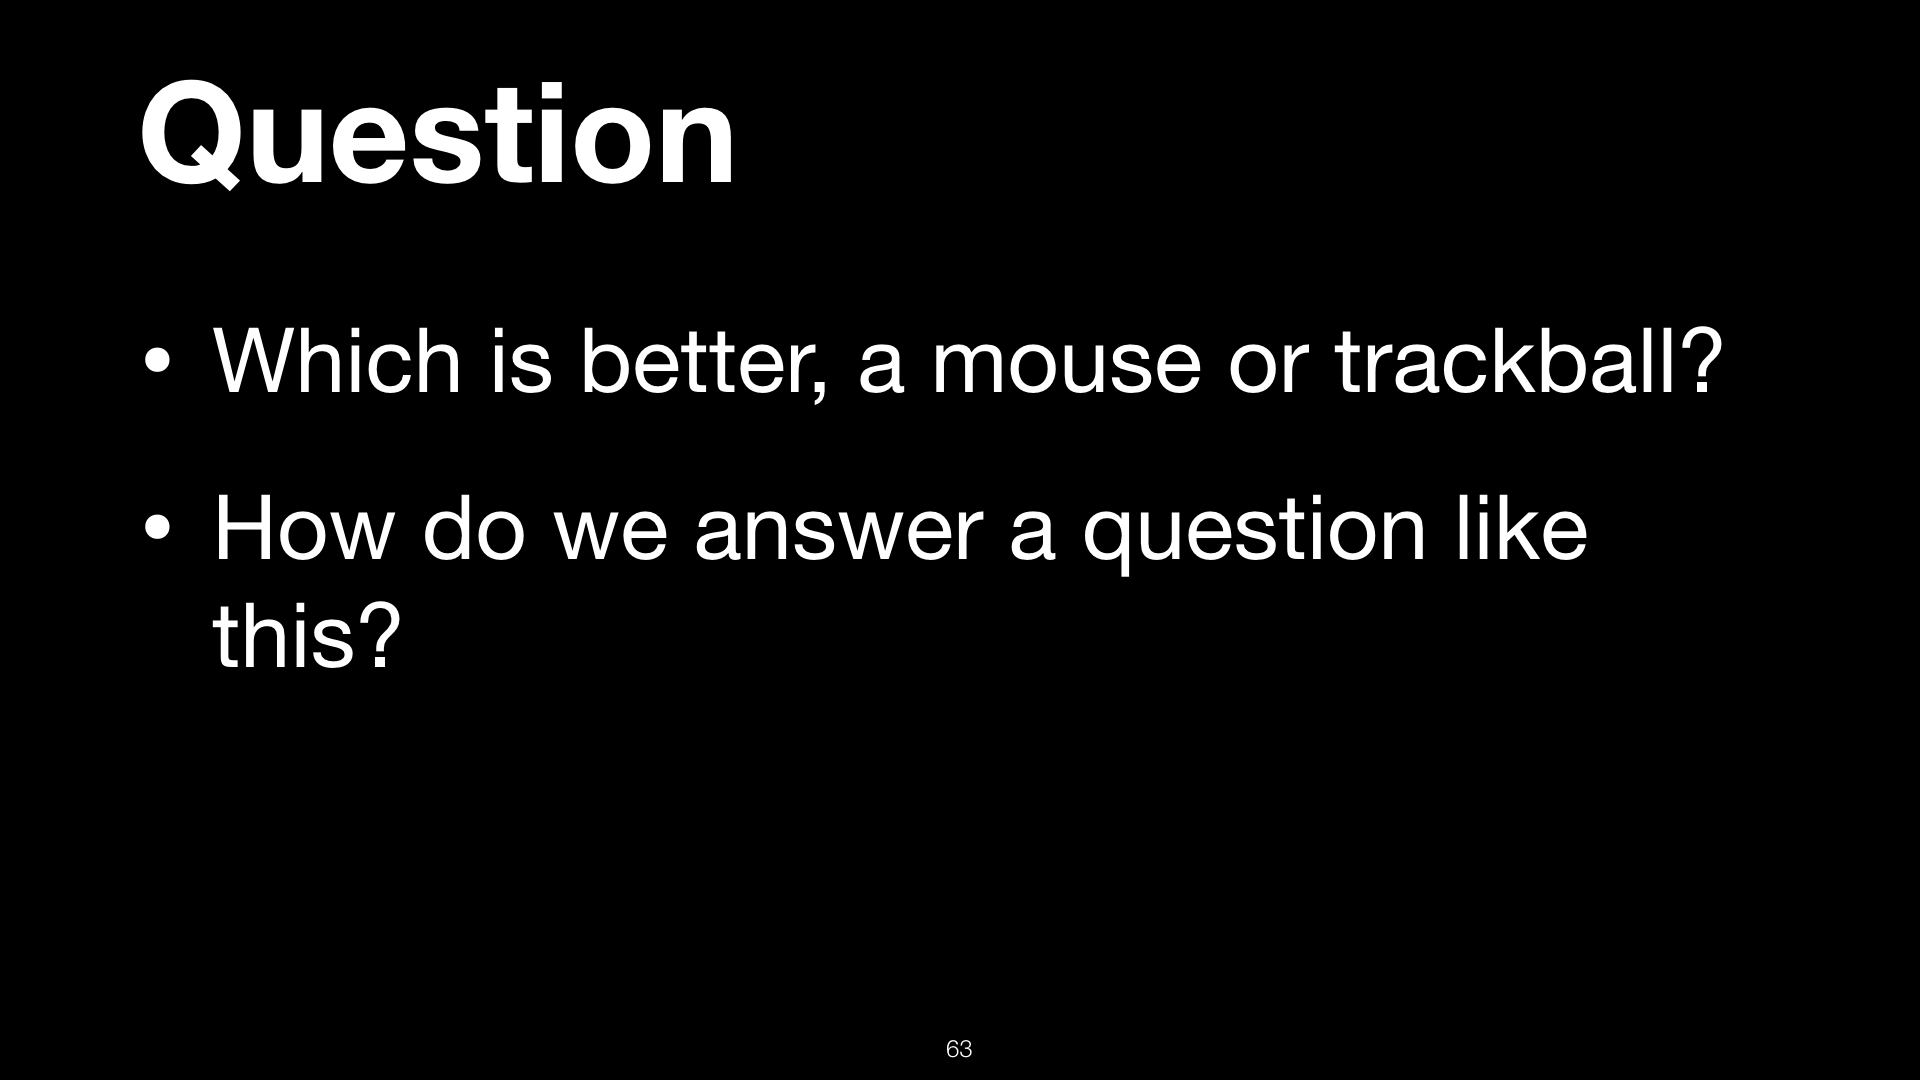 Question
• Which is better, a mouse or trackball?
• How do we answer a question like
this?
63